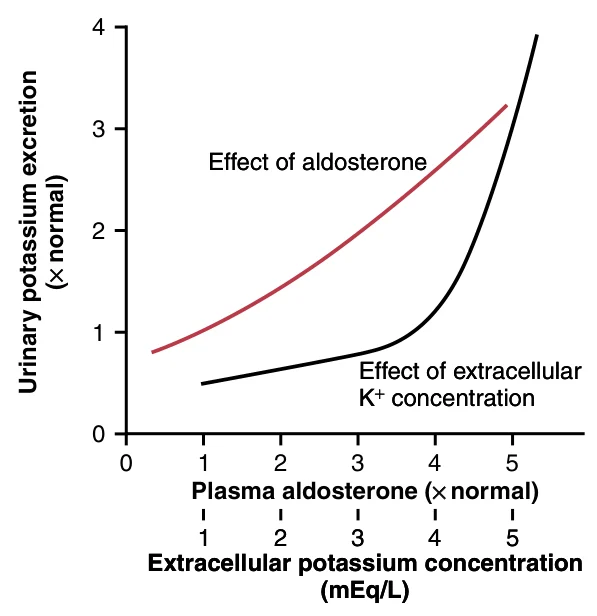 Urinary potassium excretion
(× normal)
4
3
2
1
0
Effect of aldosterone
Effect of extracellular
K⁺ concentration
0 1 2 3 4 5
Plasma aldosterone (× normal)
1 2 3 4 5
Extracellular potassium concentration
(mEq/L)